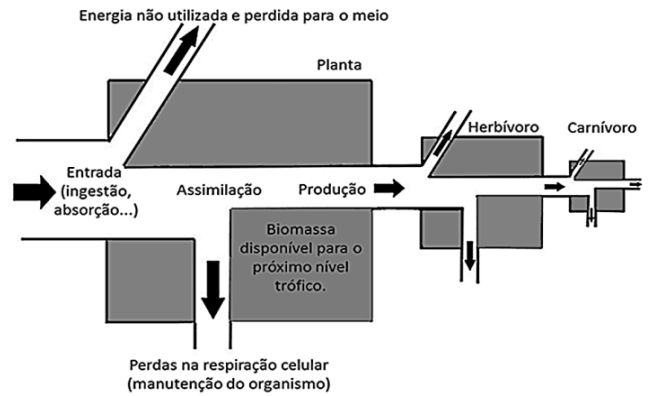 Energia não utilizada e perdida para o meio
Planta
Herbívoro
Carnívoro
Entrada
(ingestão,
absorção...)
Assimilação
Produção
Biomassa
disponível para o
próximo nível
trófico.
Perdas na respiração celular
(manutenção do organismo)